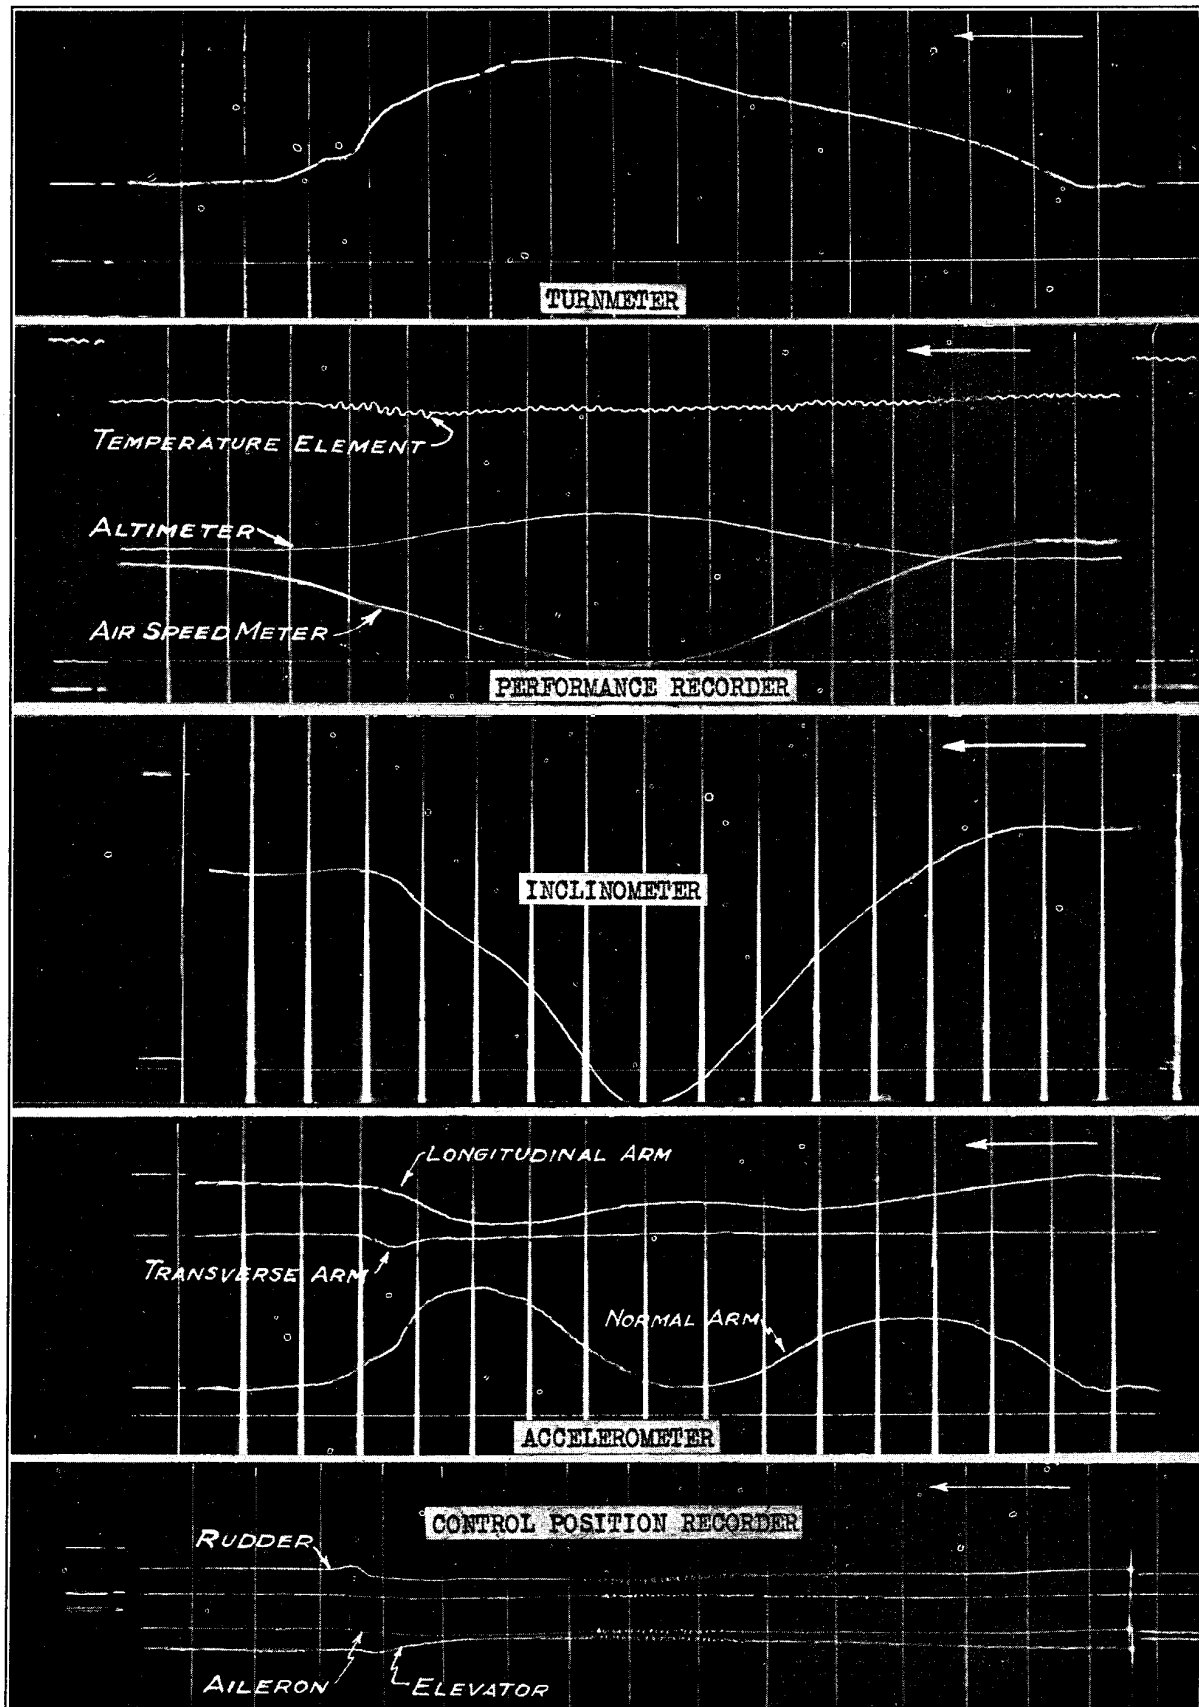 TURNMETER
TEMPERATURE ELEMENT
ALTIMETER
AIR SPEED METER
PERFORMANCE RECORDER
INCLINOMETER
LONGITUDINAL ARM
TRANSVERSE ARM
NORMAL ARM
ACCELEROMETER
CONTROL POSITION RECORDER
RUDDER
AILERON
ELEVATOR